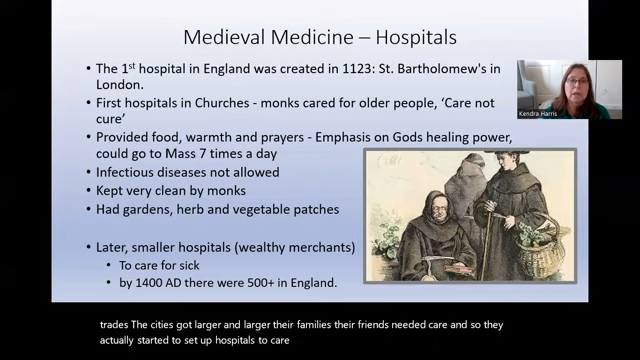 Medieval Medicine – Hospitals
• The 1st hospital in England was created in 1123: St. Bartholomew's in
London.
• First hospitals in Churches - monks cared for older people, ‘Care not
cure’
• Provided food, warmth and prayers - Emphasis on Gods healing power,
could go to Mass 7 times a day
• Infectious diseases not allowed
• Kept very clean by monks
• Had gardens, herb and vegetable patches
• Later, smaller hospitals (wealthy merchants)
• To care for sick
• by 1400 AD there were 500+ in England.
Kendra Harris
trades The cities got larger and larger their families their friends needed care and so they
actually started to set up hospitals to care